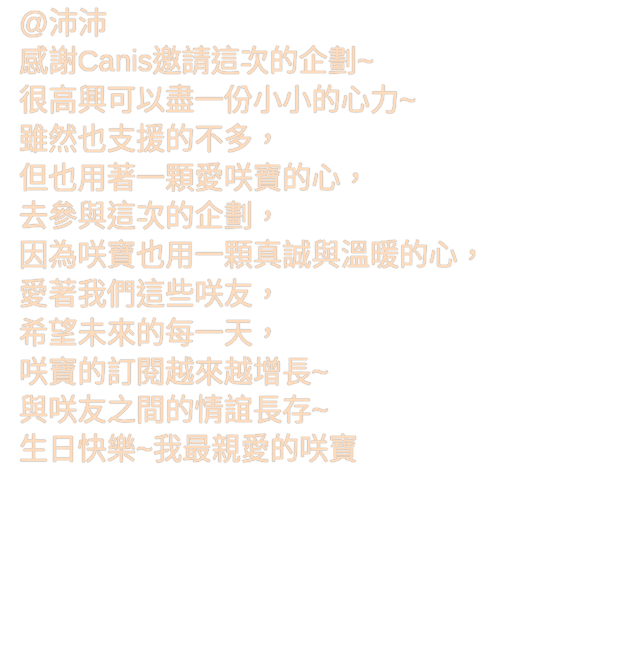 @沛沛
感謝Canis邀請這次的企劃~
很高興可以盡一份小小的心力~
雖然也支援的不多，
但也用著一顆愛咲寶的心，
去參與這次的企劃，
因為咲寶也用一顆真誠與溫暖的心，
愛著我們這些咲友，
希望未來的每一天，
咲寶的訂閱越來越增長~
與咲友之間的情誼長存~
生日快樂~我最親愛的咲寶